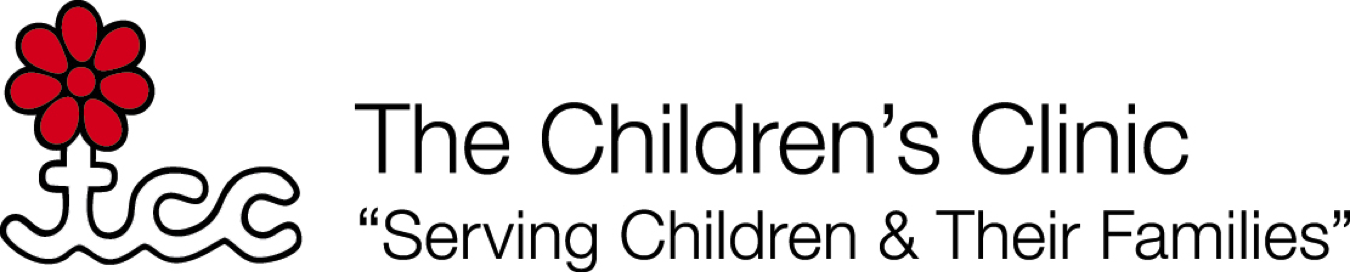 tcc
The Children’s Clinic
“Serving Children & Their Families”